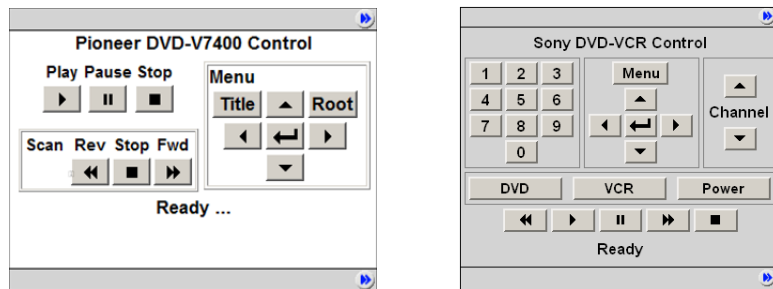 Pioneer DVD-V7400 Control
Play Pause Stop
Menu
Title Root
Scan Rev Stop Fwd
Ready ...
Sony DVD-VCR Control
1 2 3
4 5 6
7 8 9
0
Menu
Channel
DVD VCR Power
Ready